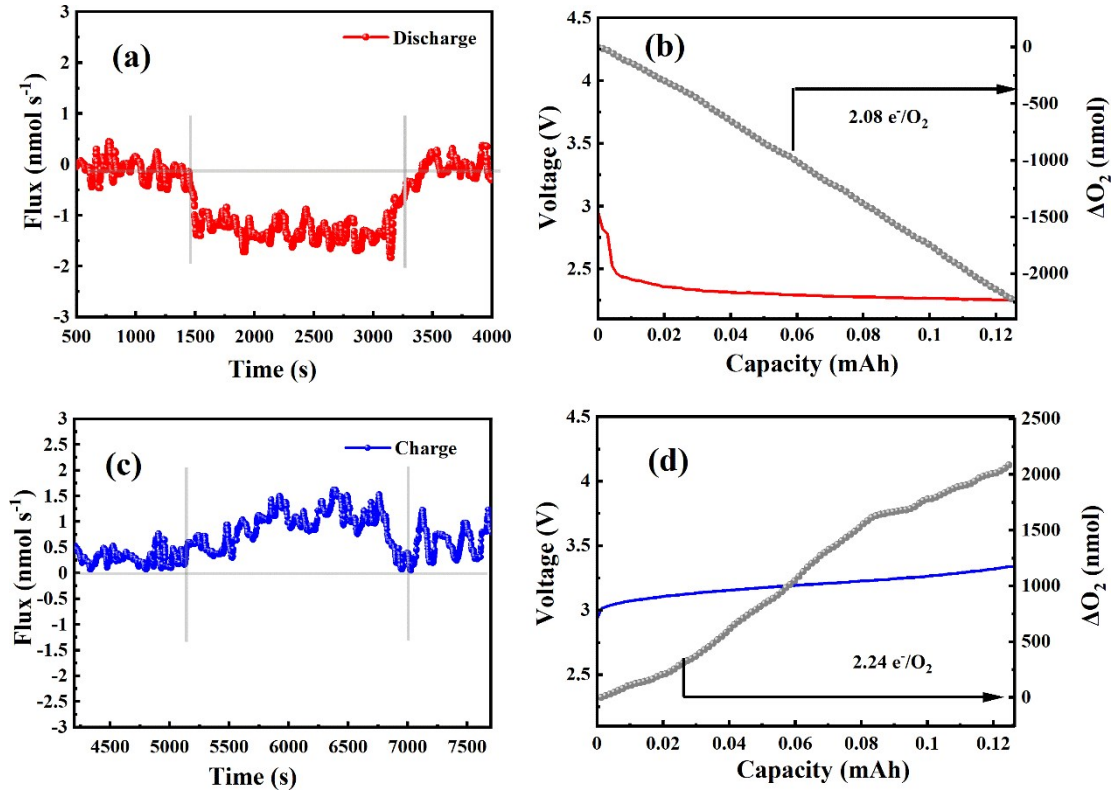 (a)
Discharge
Flux (nmol s⁻¹)
3
2
1
0
-1
-2
-3
500 1000 1500 2000 2500 3000 3500 4000
Time (s)
(b)
Voltage (V)
4.5
4
3.5
3
2.5
2.08 e⁻/O₂
0
-500
-1000
-1500
-2000
ΔO₂ (nmol)
0 0.02 0.04 0.06 0.08 0.1 0.12
Capacity (mAh)
(c)
Charge
Flux (nmol s⁻¹)
3
2.5
2
1.5
1
0.5
0
-0.5
-1
-1.5
-2
-2.5
-3
4500 5000 5500 6000 6500 7000 7500
Time (s)
(d)
Voltage (V)
4.5
4
3.5
3
2.5
2.24 e⁻/O₂
2500
2000
1500
1000
500
0
ΔO₂ (nmol)
0 0.02 0.04 0.06 0.08 0.1 0.12
Capacity (mAh)